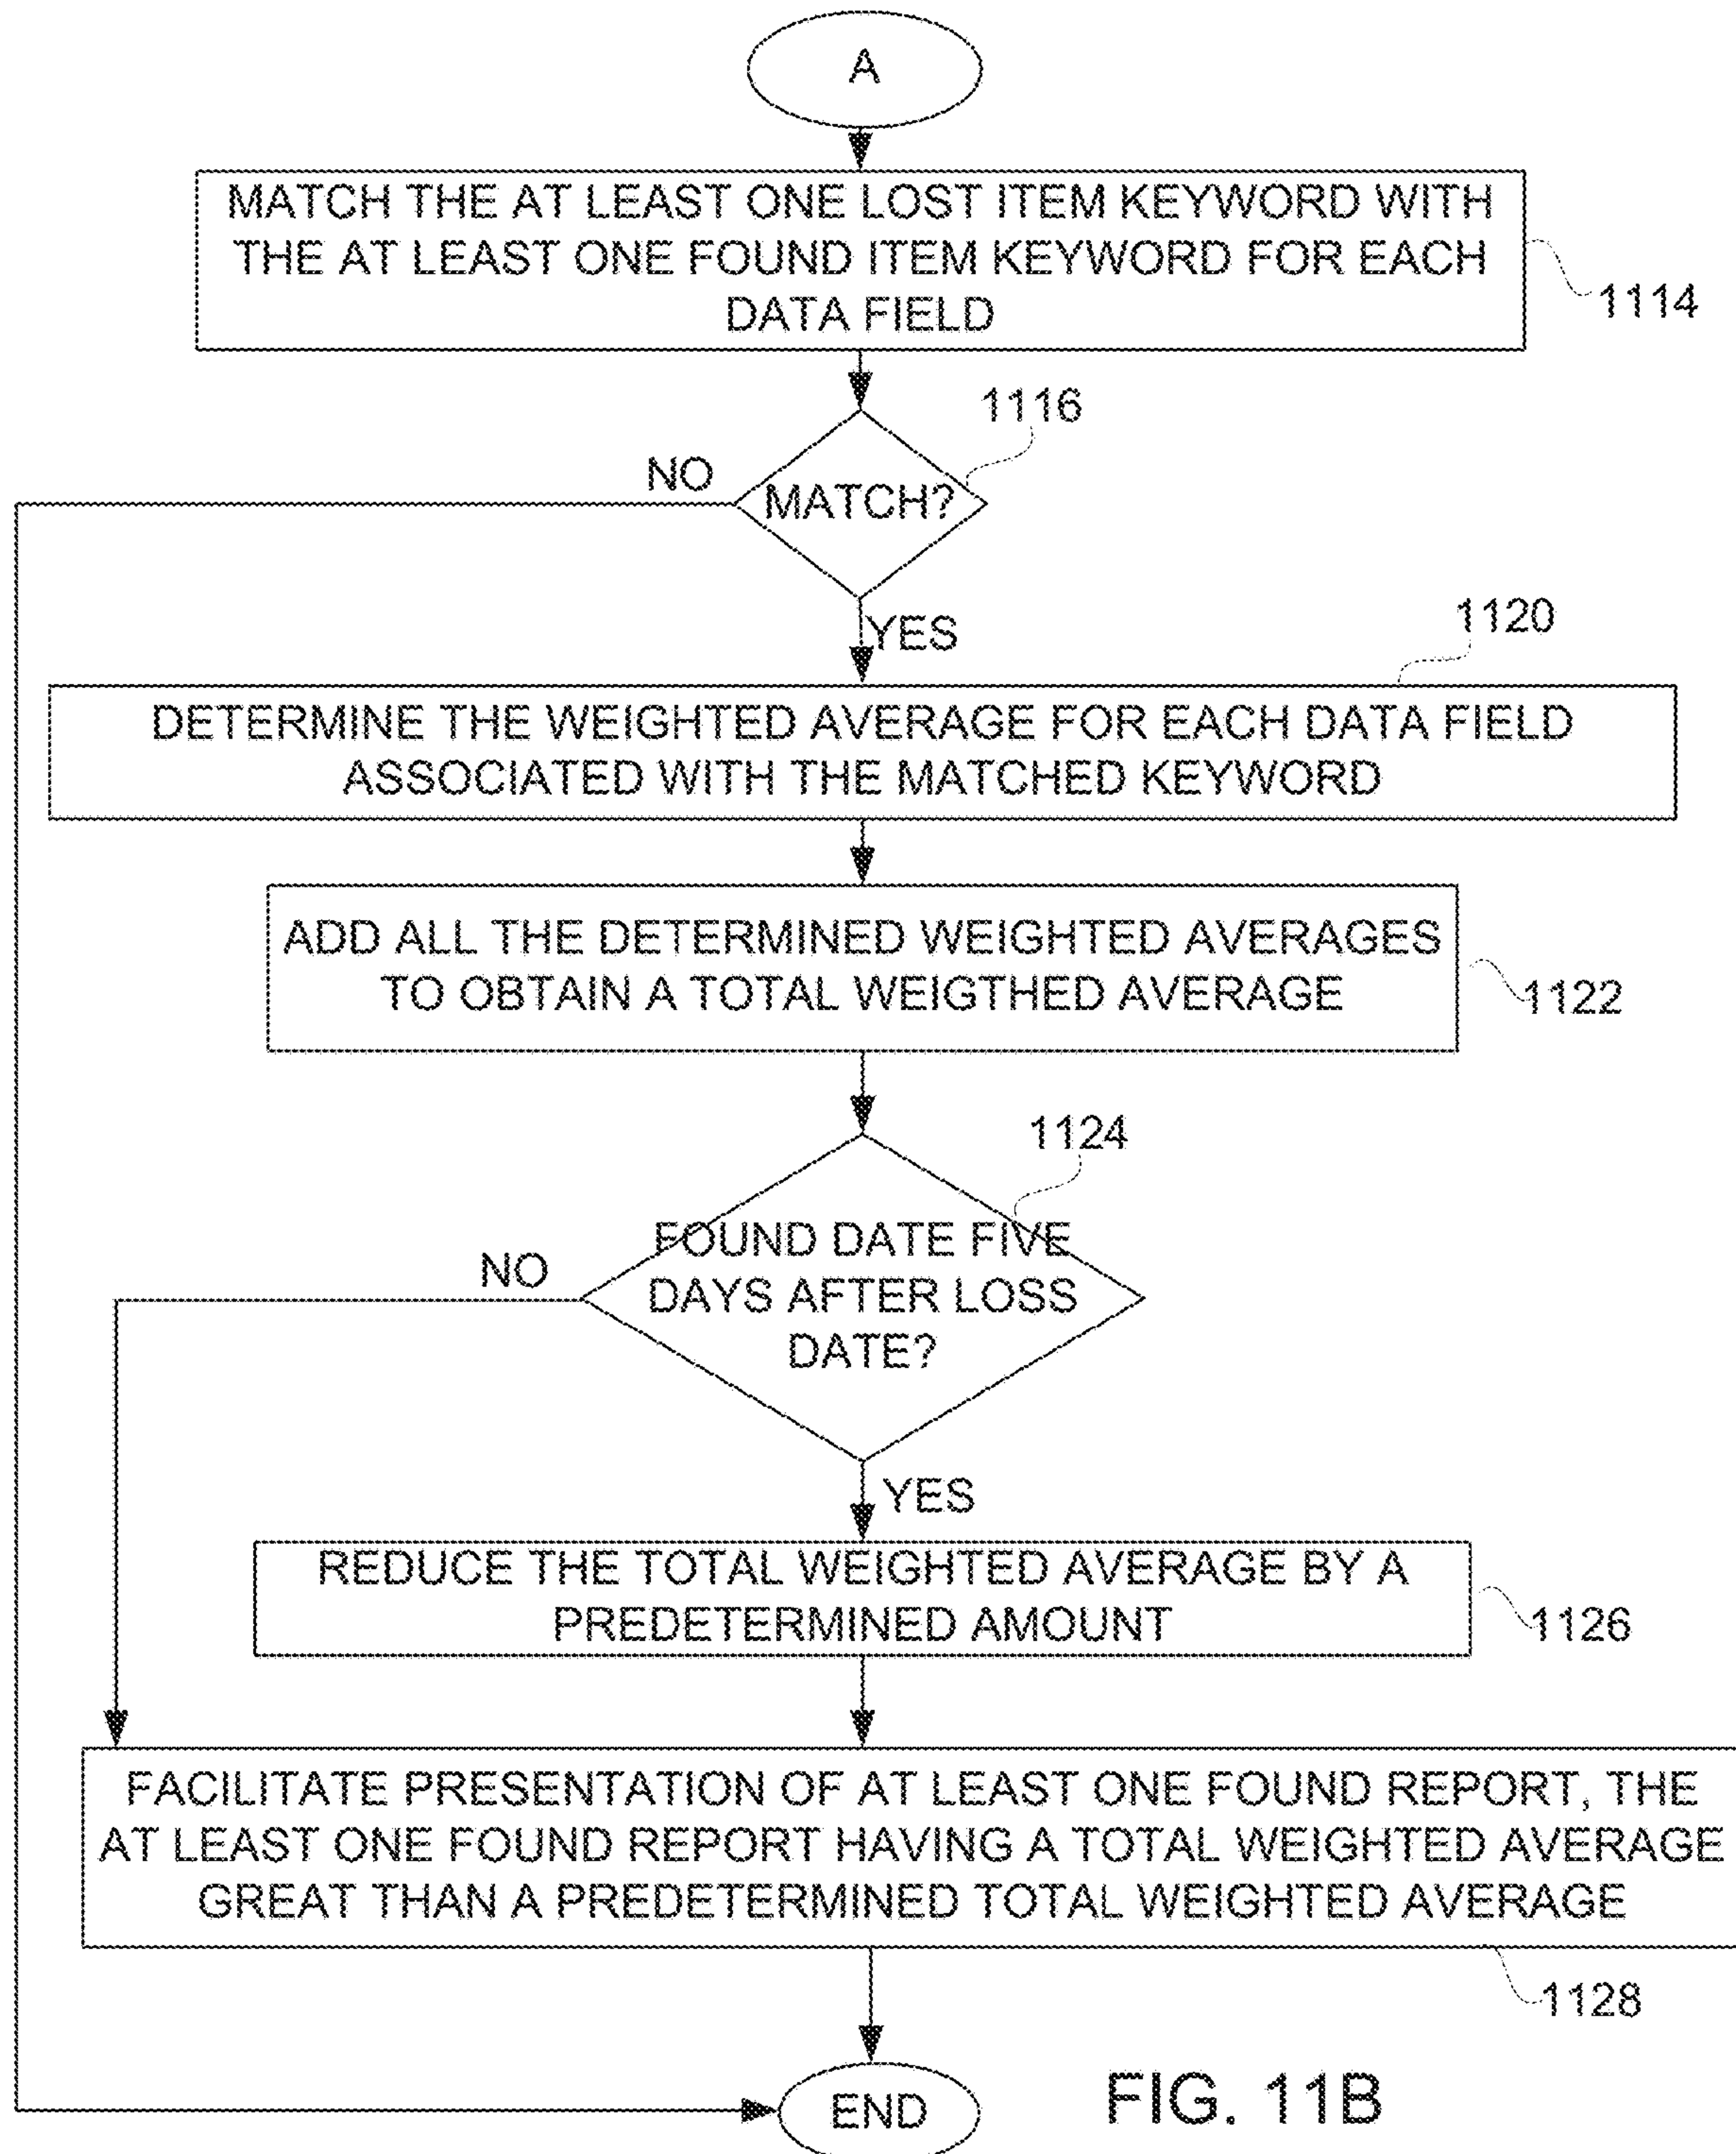 A
MATCH THE AT LEAST ONE LOST ITEM KEYWORD WITH
THE AT LEAST ONE FOUND ITEM KEYWORD FOR EACH
DATA FIELD
1114
1116
NO
MATCH?
YES
1120
DETERMINE THE WEIGHTED AVERAGE FOR EACH DATA FIELD
ASSOCIATED WITH THE MATCHED KEYWORD
ADD ALL THE DETERMINED WEIGHTED AVERAGES
TO OBTAIN A TOTAL WEIGTHED AVERAGE
1122
1124
NO
FOUND DATE FIVE
DAYS AFTER LOSS
DATE?
YES
REDUCE THE TOTAL WEIGHTED AVERAGE BY A
PREDETERMINED AMOUNT
1126
FACILITATE PRESENTATION OF AT LEAST ONE FOUND REPORT, THE
AT LEAST ONE FOUND REPORT HAVING A TOTAL WEIGHTED AVERAGE
GREAT THAN A PREDETERMINED TOTAL WEIGHTED AVERAGE
1128
END
FIG. 11B